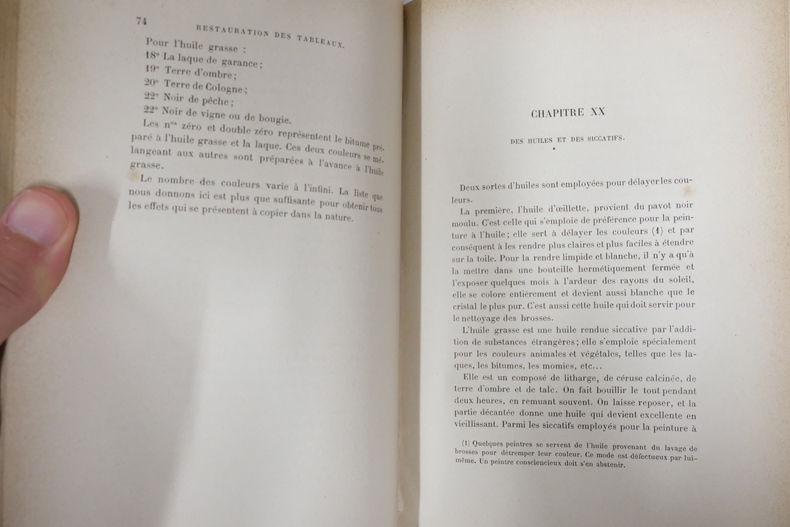 74
RESTAURATION DES TABLEAUX.
Pour l'huile grasse :
18° La laque de garance;
19° Terre d'ombre;
20° Terre de Cologne;
22° Noir de pêche;
22° Noir de vigne ou de bougie.
Les nos zéro et double zéro représentent le bitume pré-
paré à l'huile grasse et la laque. Ces deux couleurs se mé-
langeant aux autres sont préparées à l'avance à l'huile
grasse.
Le nombre des couleurs varie à l'infini. La liste que
nous donnons ici est plus que suffisante pour obtenir tous
les effets qui se présentent à copier dans la nature.
CHAPITRE XX
DES HUILES ET DES SICCATIFS.
Deux sortes d'huiles sont employées pour délayer les cou-
leurs.
La première, l'huile d'œillette, provient du pavot noir
moulu. C'est celle qui s'emploie de préférence pour la pein-
ture à l'huile; elle sert à délayer les couleurs (1) et par
conséquent à les rendre plus claires et plus faciles à étendre
sur la toile. Pour la rendre limpide et blanche, il n'y a qu'à
la mettre dans une bouteille hermétiquement fermée et
l'exposer quelques mois à l'ardeur des rayons du soleil,
elle se colore entièrement et devient aussi blanche que le
cristal le plus pur. C'est aussi cette huile qui doit servir pour
le nettoyage des brosses.
L'huile grasse est une huile rendue siccative par l'addi-
tion de substances étrangères; elle s'emploie spécialement
pour les couleurs animales et végétales, telles que les la-
ques, les bitumes, les momies, etc...
Elle est un composé de litharge, de céruse calcinée, de
terre d'ombre et de talc. On fait bouillir le tout pendant
deux heures, en remuant souvent. On laisse reposer, et la
partie décantée donne une huile qui devient excellente en
vieillissant. Parmi les siccatifs employés pour la peinture à
(1) Quelques peintres se servent de l'huile provenant du lavage de
brosses pour détremper leur couleur. Ce mode est défectueux par lui-
même. Un peintre consciencieux doit s'en abstenir.